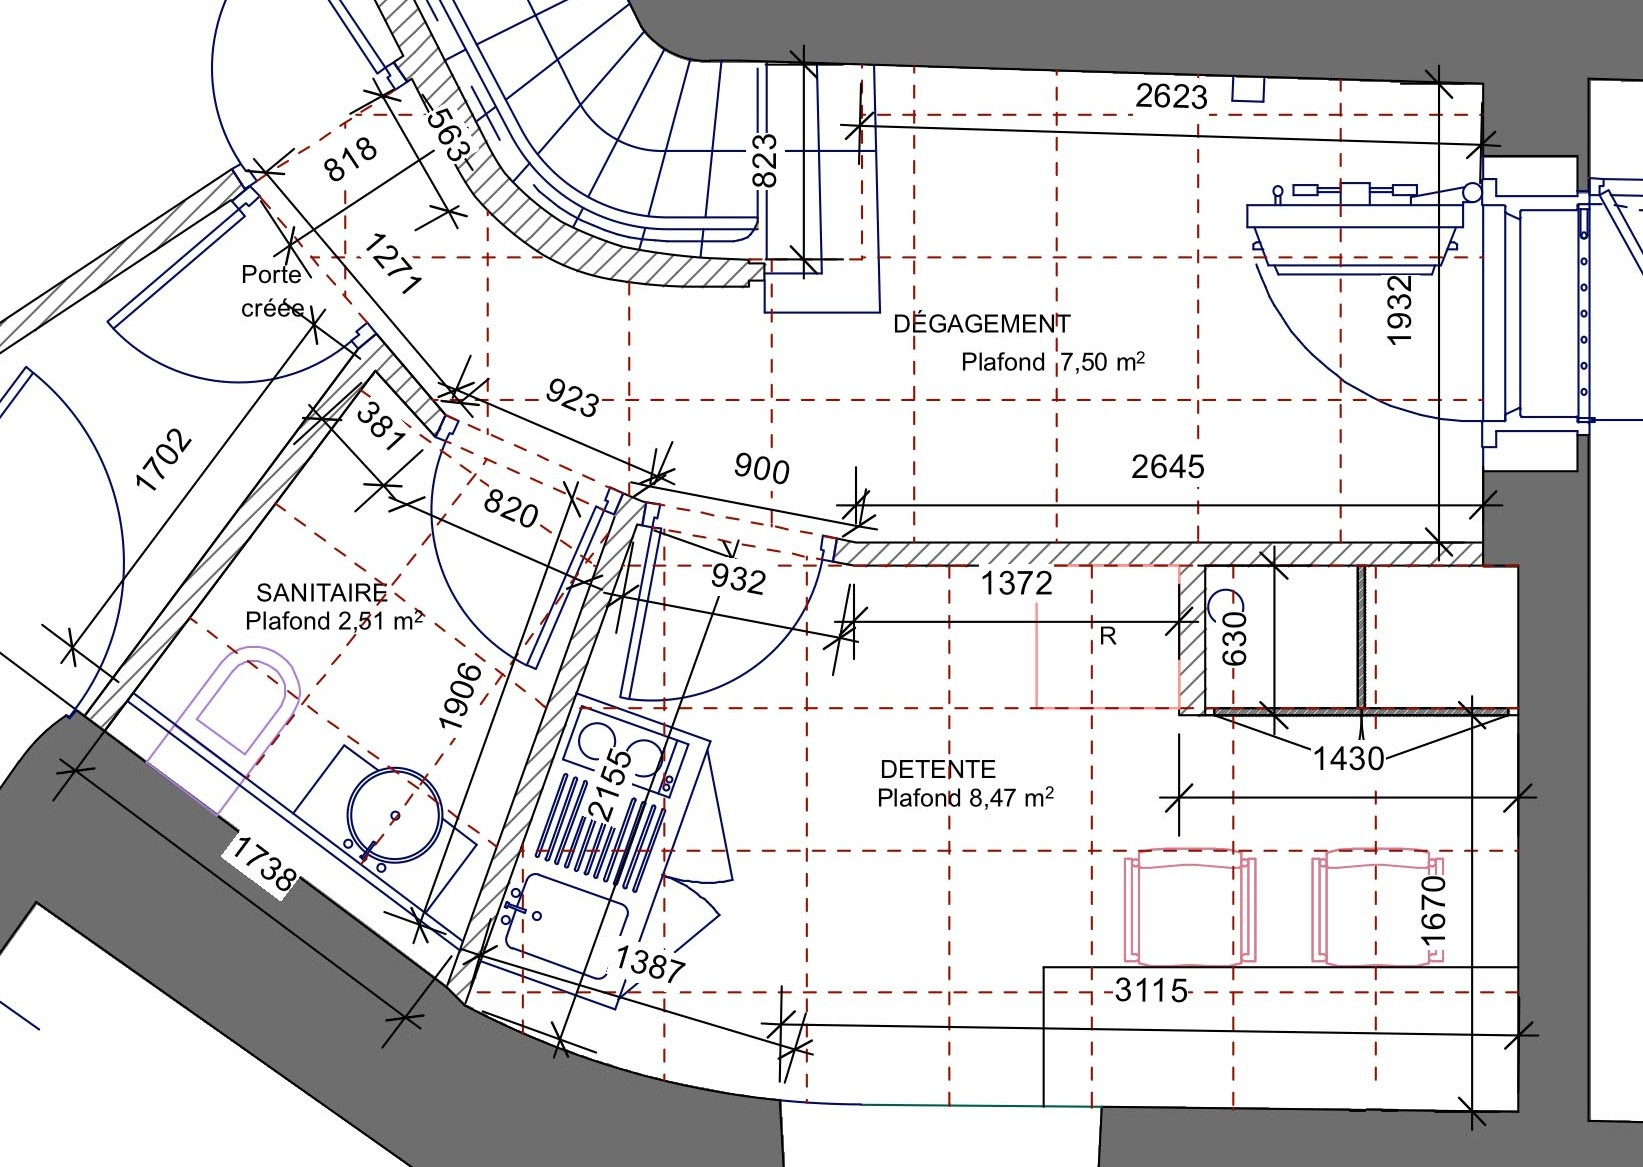 2623
818
563
823
1271
Porte
créée
1932
DÉGAGEMENT
Plafond 7,50 m²
923
381
1702
900
2645
820
932
1372
SANITAIRE
Plafond 2,51 m²
R
630
1906
2155
1430
DETENTE
Plafond 8,47 m²
1738
1670
1387
3115